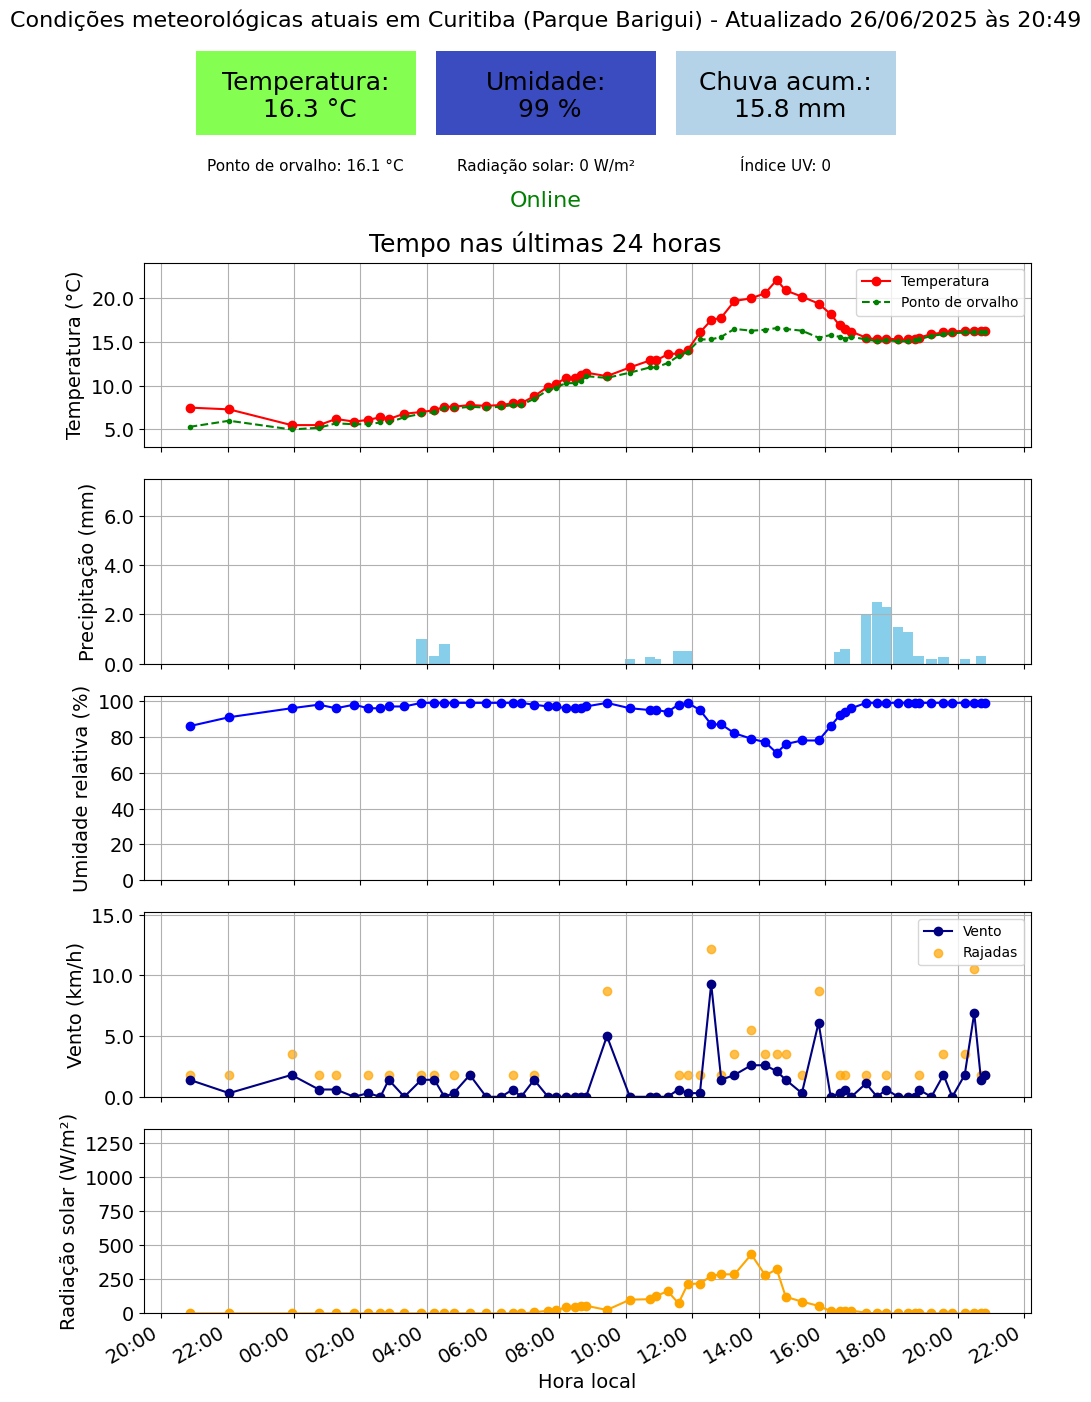 Condições meteorológicas atuais em Curitiba (Parque Barigui) - Atualizado 26/06/2025 às 20:49
Temperatura:
16.3 °C
Umidade:
99 %
Chuva acum.:
15.8 mm
Ponto de orvalho: 16.1 °C
Radiação solar: 0 W/m²
Índice UV: 0
Online
Tempo nas últimas 24 horas
Temperatura (°C)
20.0
15.0
10.0
5.0
Temperatura
Ponto de orvalho
Precipitação (mm)
6.0
4.0
2.0
0.0
Umidade relativa (%)
100
80
60
40
20
0
Vento (km/h)
15.0
10.0
5.0
0.0
Vento
Rajadas
Radiação solar (W/m²)
1250
1000
750
500
250
0
20:00
22:00
00:00
02:00
04:00
06:00
08:00
10:00
12:00
14:00
16:00
18:00
20:00
22:00
Hora local